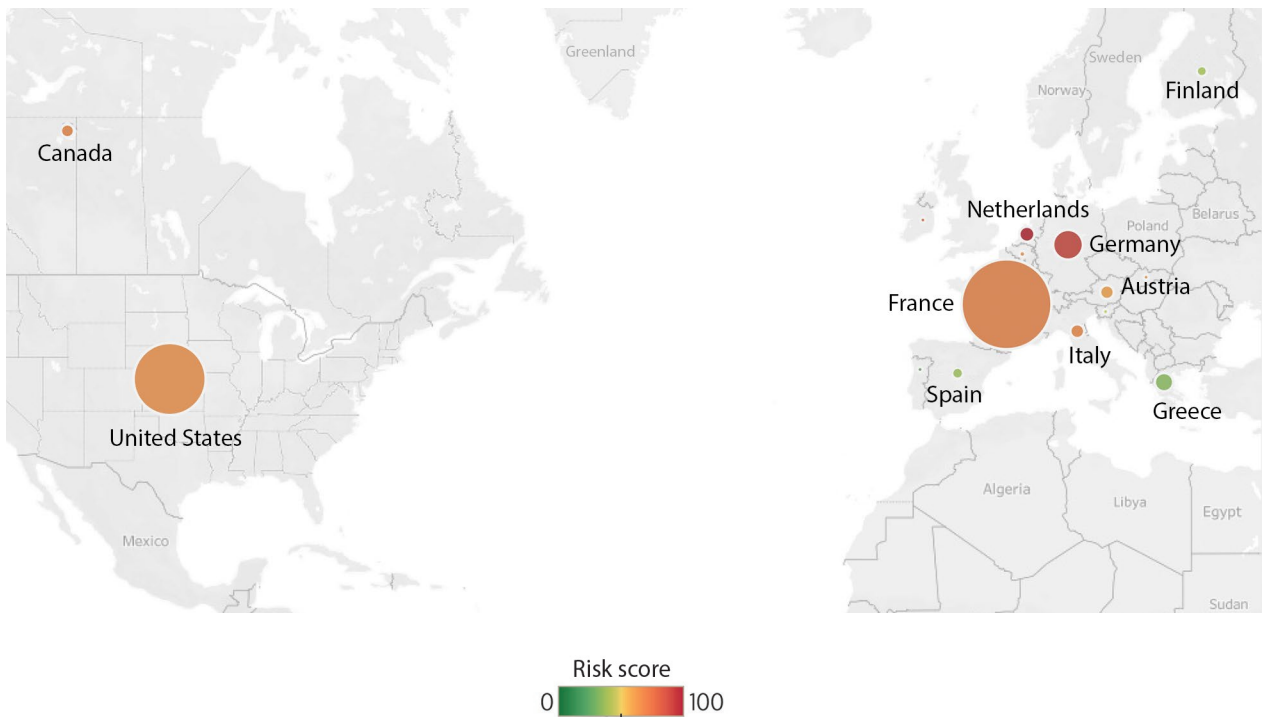 Greenland
Sweden
Norway
Finland
Canada
Netherlands
Poland
Belarus
Germany
Austria
France
Italy
Spain
Greece
United States
Algeria
Libya
Egypt
Mexico
Sudan
Risk score
0 100